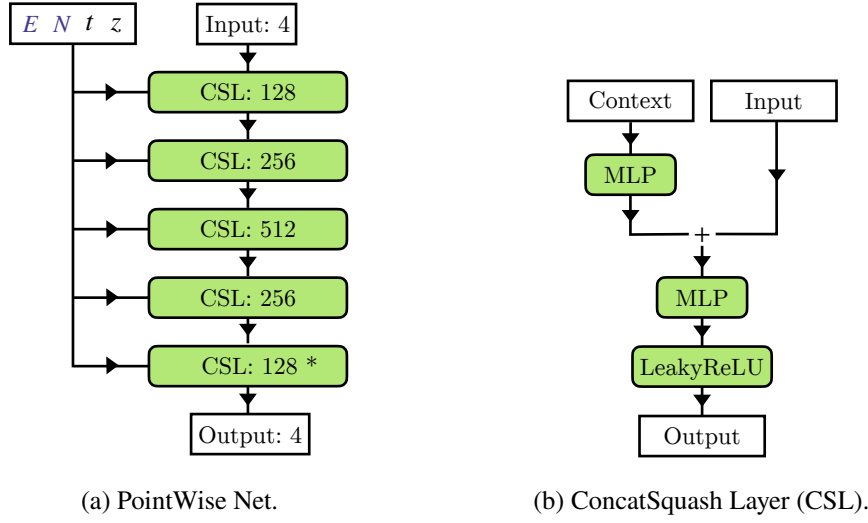 E N t z
Input: 4
CSL: 128
CSL: 256
CSL: 512
CSL: 256
CSL: 128 *
Output: 4
(a) PointWise Net.
Context
Input
MLP
+
MLP
LeakyReLU
Output
(b) ConcatSquash Layer (CSL).